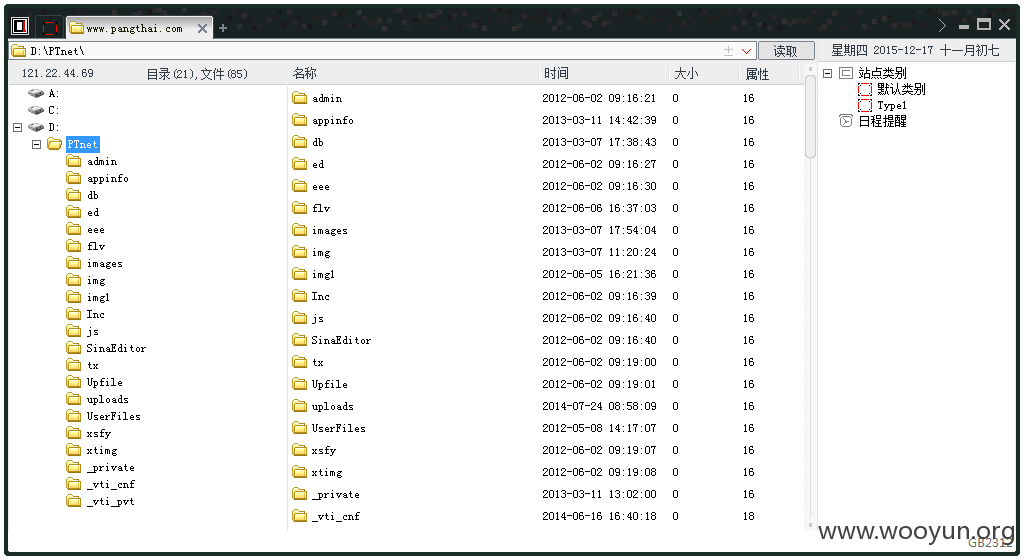 www.pangthai.com
D:\PTnet\ 读取 星期四 2015-12-17 十一月初七
121.22.44.69 目录(21),文件(85) 名称 时间 大小 属性
A:
C:
D:
PTnet
admin
appinfo
db
ed
eee
flv
images
img
img1
Inc
js
SinaEditor
tx
Upfile
uploads
UserFiles
xsfy
xtimg
_private
_vti_cnf
_vti_pvt
admin 2012-06-02 09:16:21 0 16
appinfo 2013-03-11 14:42:39 0 16
db 2013-03-07 17:38:43 0 16
ed 2012-06-02 09:16:27 0 16
eee 2012-06-02 09:16:30 0 16
flv 2012-06-06 16:37:03 0 16
images 2013-03-07 17:54:04 0 16
img 2013-03-07 11:20:24 0 16
img1 2012-06-05 16:21:36 0 16
Inc 2012-06-02 09:16:39 0 16
js 2012-06-02 09:16:40 0 16
SinaEditor 2012-06-02 09:16:40 0 16
tx 2012-06-02 09:19:00 0 16
Upfile 2012-06-02 09:19:01 0 16
uploads 2014-07-24 08:58:09 0 16
UserFiles 2012-05-08 14:17:07 0 16
xsfy 2012-06-02 09:19:07 0 16
xtimg 2012-06-02 09:19:08 0 16
_private 2013-03-11 13:02:00 0 16
_vti_cnf 2014-06-16 16:40:18 0 18
站点类别
默认类别
Type1
日程提醒
www.wooyun.org
GB2312